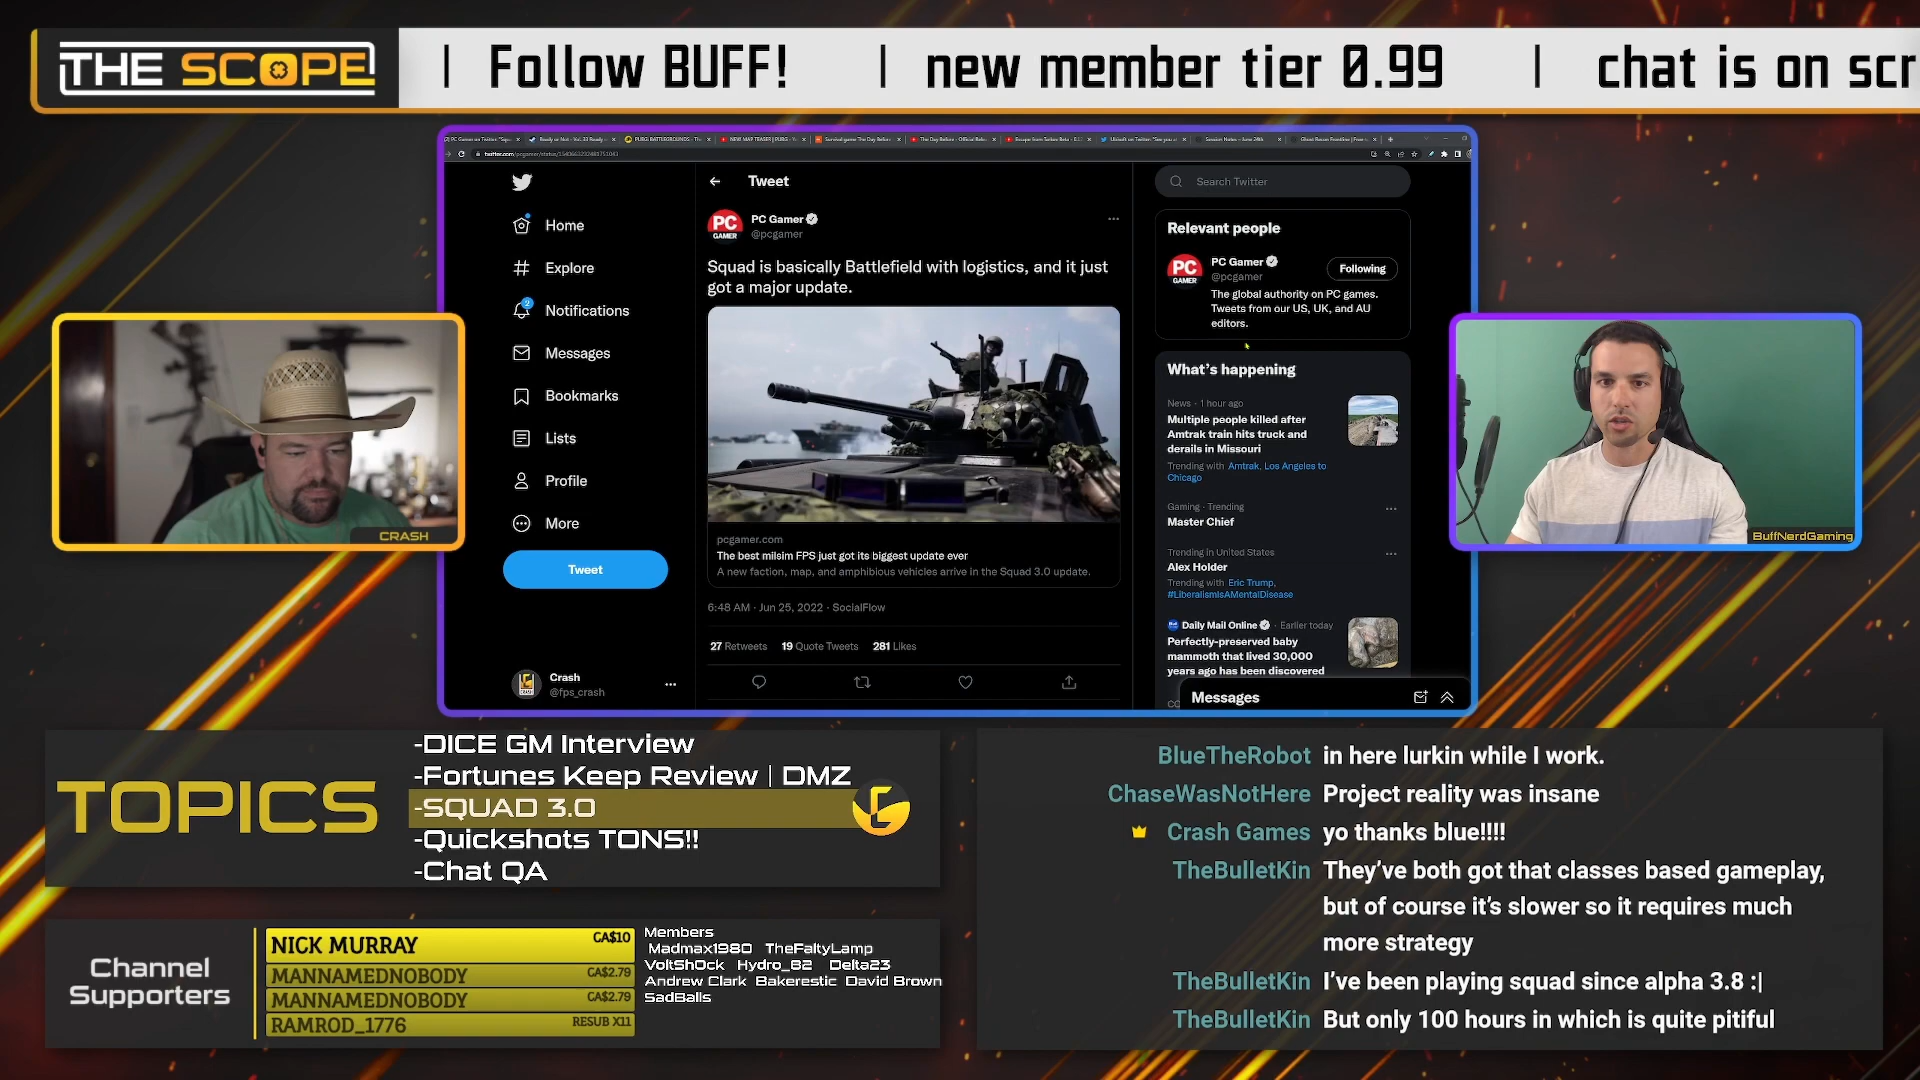 THE SCOPE
| Follow BUFF! | new member tier 0.99 | chat is on scr
Home
Explore
2
Notifications
Messages
Bookmarks
Lists
Profile
More
Tweet
Crash
@fps_crash
Tweet
PC Gamer
@pcgamer
PC
GAMER
Squad is basically Battlefield with logistics, and it just
got a major update.
pcgamer.com
The best milsim FPS just got its biggest update ever
A new faction, map, and amphibious vehicles arrive in the Squad 3.0 update.
6:48 AM · Jun 25, 2022 · SocialFlow
27 Retweets 19 Quote Tweets 281 Likes
Search Twitter
Relevant people
PC
GAMER
PC Gamer
@pcgamer
Following
The global authority on PC games.
Tweets from our US, UK, and AU
editors.
What's happening
News · 1 hour ago
Multiple people killed after
Amtrak train hits truck and
derails in Missouri
Trending with Amtrak, Los Angeles to
Chicago
Gaming · Trending
Master Chief
Trending in United States
Alex Holder
Trending with Eric Trump,
#LiberalismIsAMentalDisease
Daily Mail Online · Earlier today
Perfectly-preserved baby
mammoth that lived 30,000
years ago has been discovered
Messages
CRASH
BuffNerdGaming
TOPICS
-DICE GM Interview
-Fortunes Keep Review | DMZ
-SQUAD 3.0
-Quickshots TONS!!
-Chat QA
Channel
Supporters
NICK MURRAY CA$10
MANNAMEDNOBODY CA$2.79
MANNAMEDNOBODY CA$2.79
RAMROD_1776 RESUB X11
Members
Madmax1980 TheFaltyLamp
VoltSh0ck Hydro_62 Delta23
Andrew Clark Bakerestic David Brown
SadBalls
BlueTheRobot in here lurkin while I work.
ChaseWasNotHere Project reality was insane
Crash Games yo thanks blue!!!!
TheBulletKin They've both got that classes based gameplay,
but of course it's slower so it requires much
more strategy
TheBulletKin I've been playing squad since alpha 3.8 :|
TheBulletKin But only 100 hours in which is quite pitiful